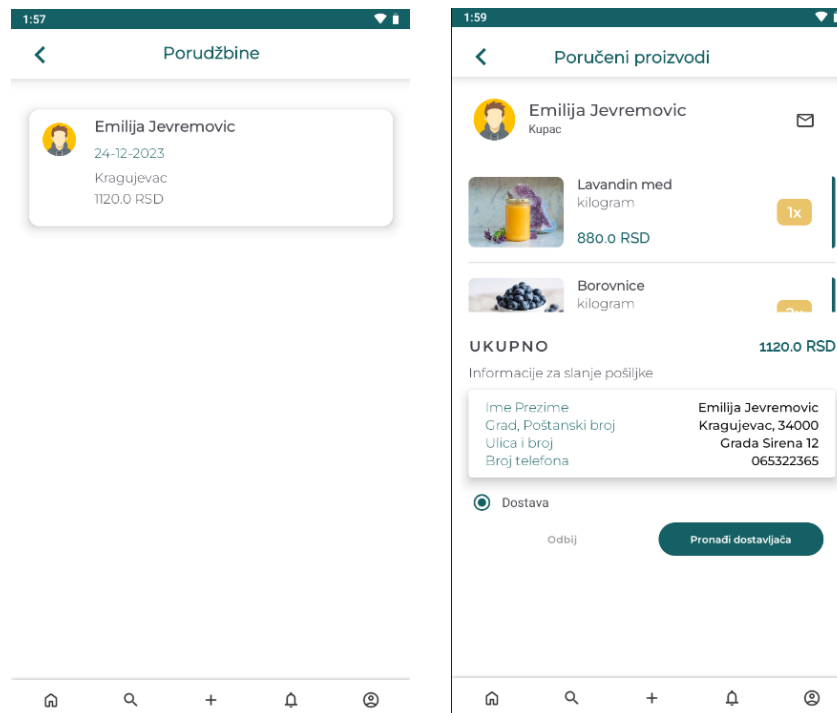 1:57
Porudžbine
Emilija Jevremovic
24-12-2023
Kragujevac
1120.0 RSD
1:59
Poručeni proizvodi
Emilija Jevremovic
Kupac
Lavandin med
kilogram
1x
880.0 RSD
Borovnice
kilogram
UKUPNO 1120.0 RSD
Informacije za slanje pošiljke
Ime Prezime Emilija Jevremovic
Grad, Poštanski broj Kragujevac, 34000
Ulica i broj Grada Sirena 12
Broj telefona 065322365
Dostava
Odbij Pronađi dostavljača